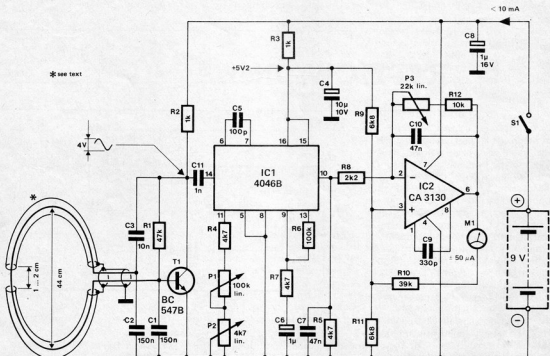 < 10 mA
R3
1k
C8
1µ
16V
* see text
+5V2
C4
10µ
10V
P3
22k lin.
R12
10k
R2
1k
C5
100p
R9
6k8
C10
47n
S1
4V
6
7
16
15
7
C11
1n
14
IC1
4046B
10
R8
2k2
2
IC2
CA 3130
6
3
*
C3
10n
R1
47k
11
5
8
9
13
1
4
8
M1
50 µA
R4
4k7
R6
100k
C9
330p
9 V
1 ... 2 cm
44 cm
T1
BC
547B
P1
100k
lin.
R7
4k7
R10
39k
C2
150n
C1
150n
P2
4k7
lin.
C6
1µ
C7
47n
R5
4k7
R11
6k8